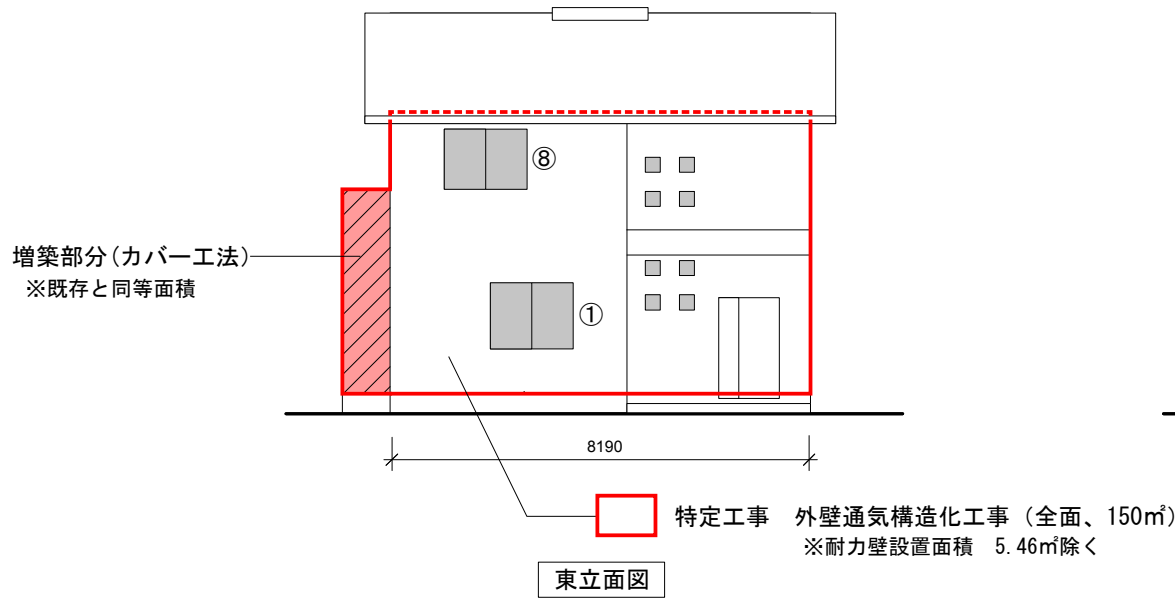 ⑧
増築部分(カバー工法)
※既存と同等面積
①
8190
特定工事 外壁通気構造化工事 (全面、150㎡)
※耐力壁設置面積 5.46㎡除く
東立面図